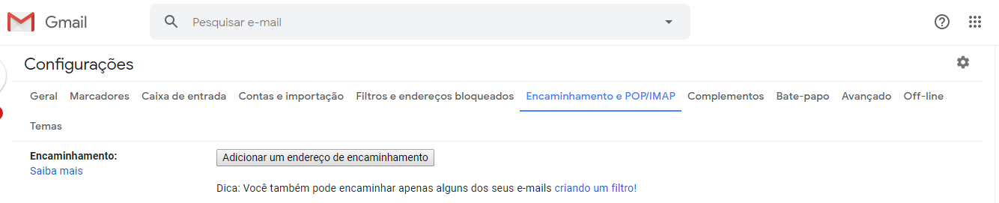 Gmail
Pesquisar e-mail
Configurações
Geral Marcadores Caixa de entrada Contas e importação Filtros e endereços bloqueados Encaminhamento e POP/IMAP Complementos Bate-papo Avançado Off-line
Temas
Encaminhamento: Adicionar um endereço de encaminhamento
Saiba mais
Dica: Você também pode encaminhar apenas alguns dos seus e-mails criando um filtro!